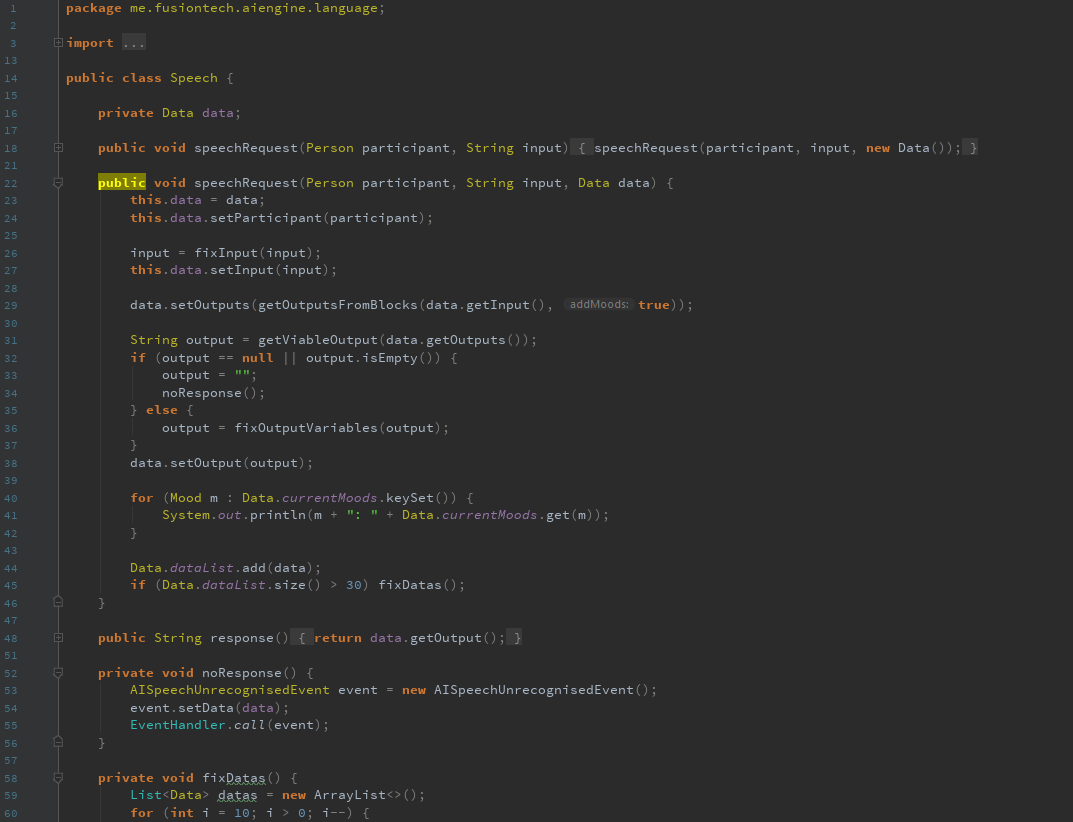 1 package me.fusiontech.aiengine.language;
2
3 import ...
13
14 public class Speech {
15
16     private Data data;
17
18     public void speechRequest(Person participant, String input) { speechRequest(participant, input, new Data()); }
21
22     public void speechRequest(Person participant, String input, Data data) {
23         this.data = data;
24         this.data.setParticipant(participant);
25
26         input = fixInput(input);
27         this.data.setInput(input);
28
29         data.setOutputs(getOutputsFromBlocks(data.getInput(), addMoods: true));
30
31         String output = getViableOutput(data.getOutputs());
32         if (output == null || output.isEmpty()) {
33             output = "";
34             noResponse();
35         } else {
36             output = fixOutputVariables(output);
37         }
38         data.setOutput(output);
39
40         for (Mood m : Data.currentMoods.keySet()) {
41             System.out.println(m + ": " + Data.currentMoods.get(m));
42         }
43
44         Data.dataList.add(data);
45         if (Data.dataList.size() > 30) fixDatas();
46     }
47
48     public String response() { return data.getOutput(); }
51
52     private void noResponse() {
53         AISpeechUnrecognisedEvent event = new AISpeechUnrecognisedEvent();
54         event.setData(data);
55         EventHandler.call(event);
56     }
57
58     private void fixDatas() {
59         List<Data> datas = new ArrayList<>();
60         for (int i = 10; i > 0; i--) {